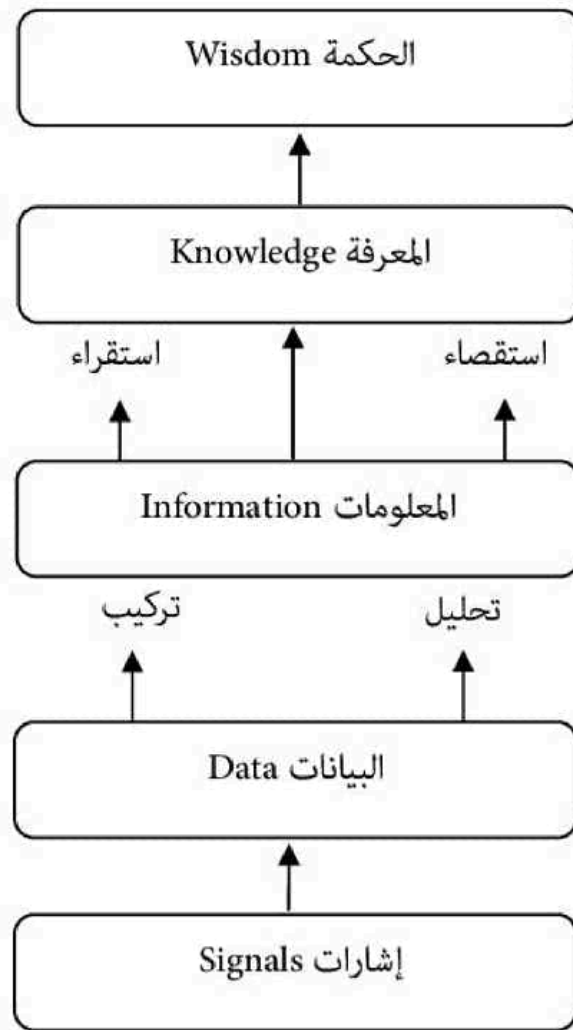 الحكمة Wisdom
المعرفة Knowledge
استقصاء
استقراء
المعلومات Information
تحليل
تركيب
البيانات Data
إشارات Signals